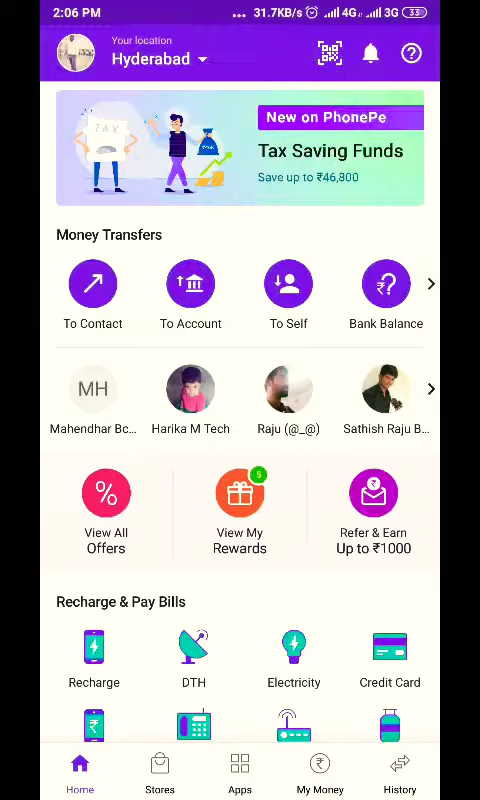 2:06 PM ... 31.7KB/s 4G 3G 33
Your location
Hyderabad
TAX
New on PhonePe
Tax Saving Funds
Save up to ₹46,800
Money Transfers
To Contact To Account To Self Bank Balance
MH
Mahendhar Bc... Harika M Tech Raju (@_@) Sathish Raju B...
5
View All Offers
View My Rewards
Refer & Earn Up to ₹1000
Recharge & Pay Bills
Recharge DTH Electricity Credit Card
Home Stores Apps My Money History